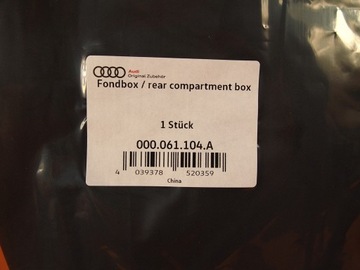 Audi
Original Zubehör
Fondbox / rear compartment box
1 Stück
000.061.104.A
4 039378 520359
China